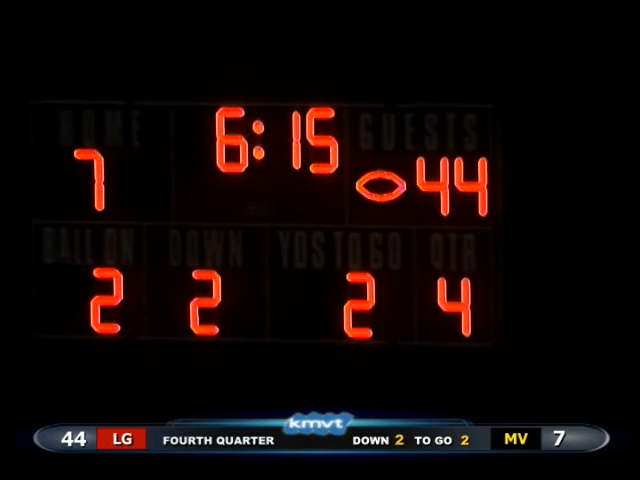 HOME 6:15 GUESTS
7 44
BALL ON DOWN YDS TO GO QTR
2 2 2 4
kmvt
44 LG FOURTH QUARTER DOWN 2 TO GO 2 MV 7